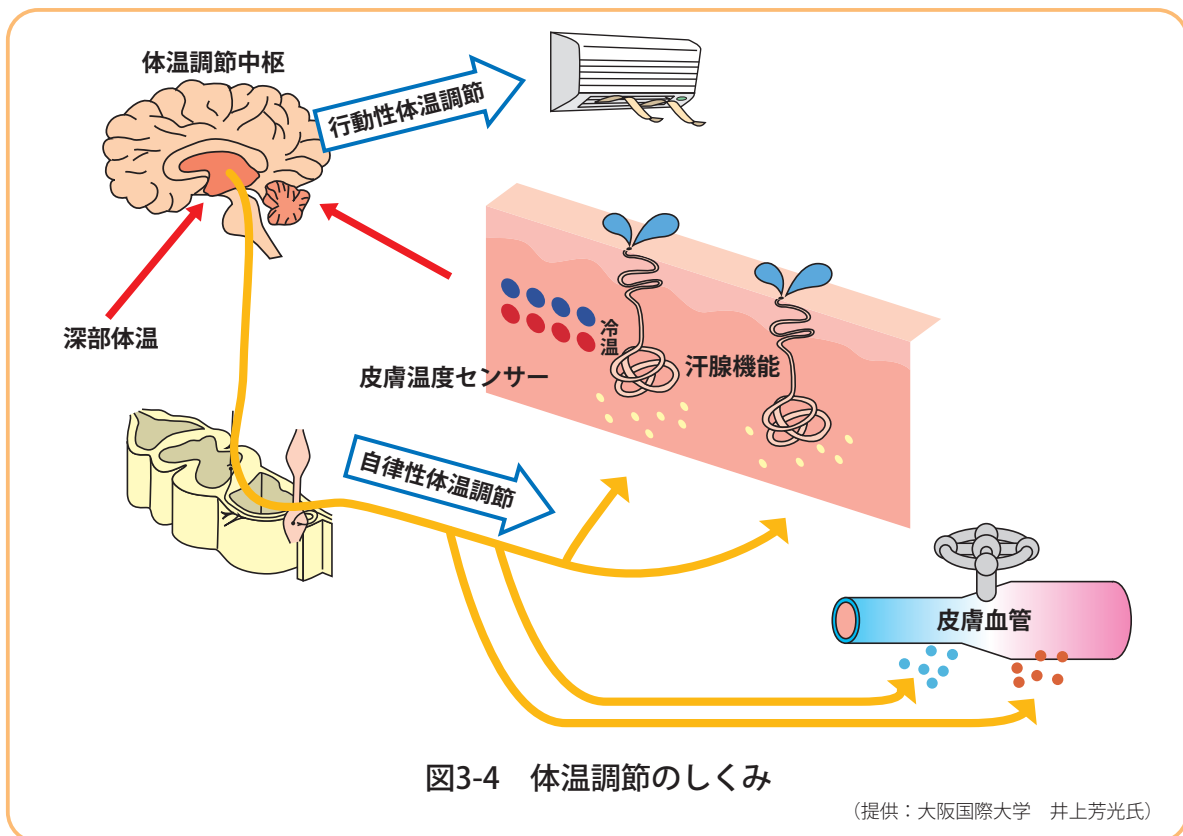 体温調節中枢
行動性体温調節
深部体温
冷温
皮膚温度センサー
汗腺機能
自律性体温調節
皮膚血管
図3-4 体温調節のしくみ
（提供：大阪国際大学 井上芳光氏）